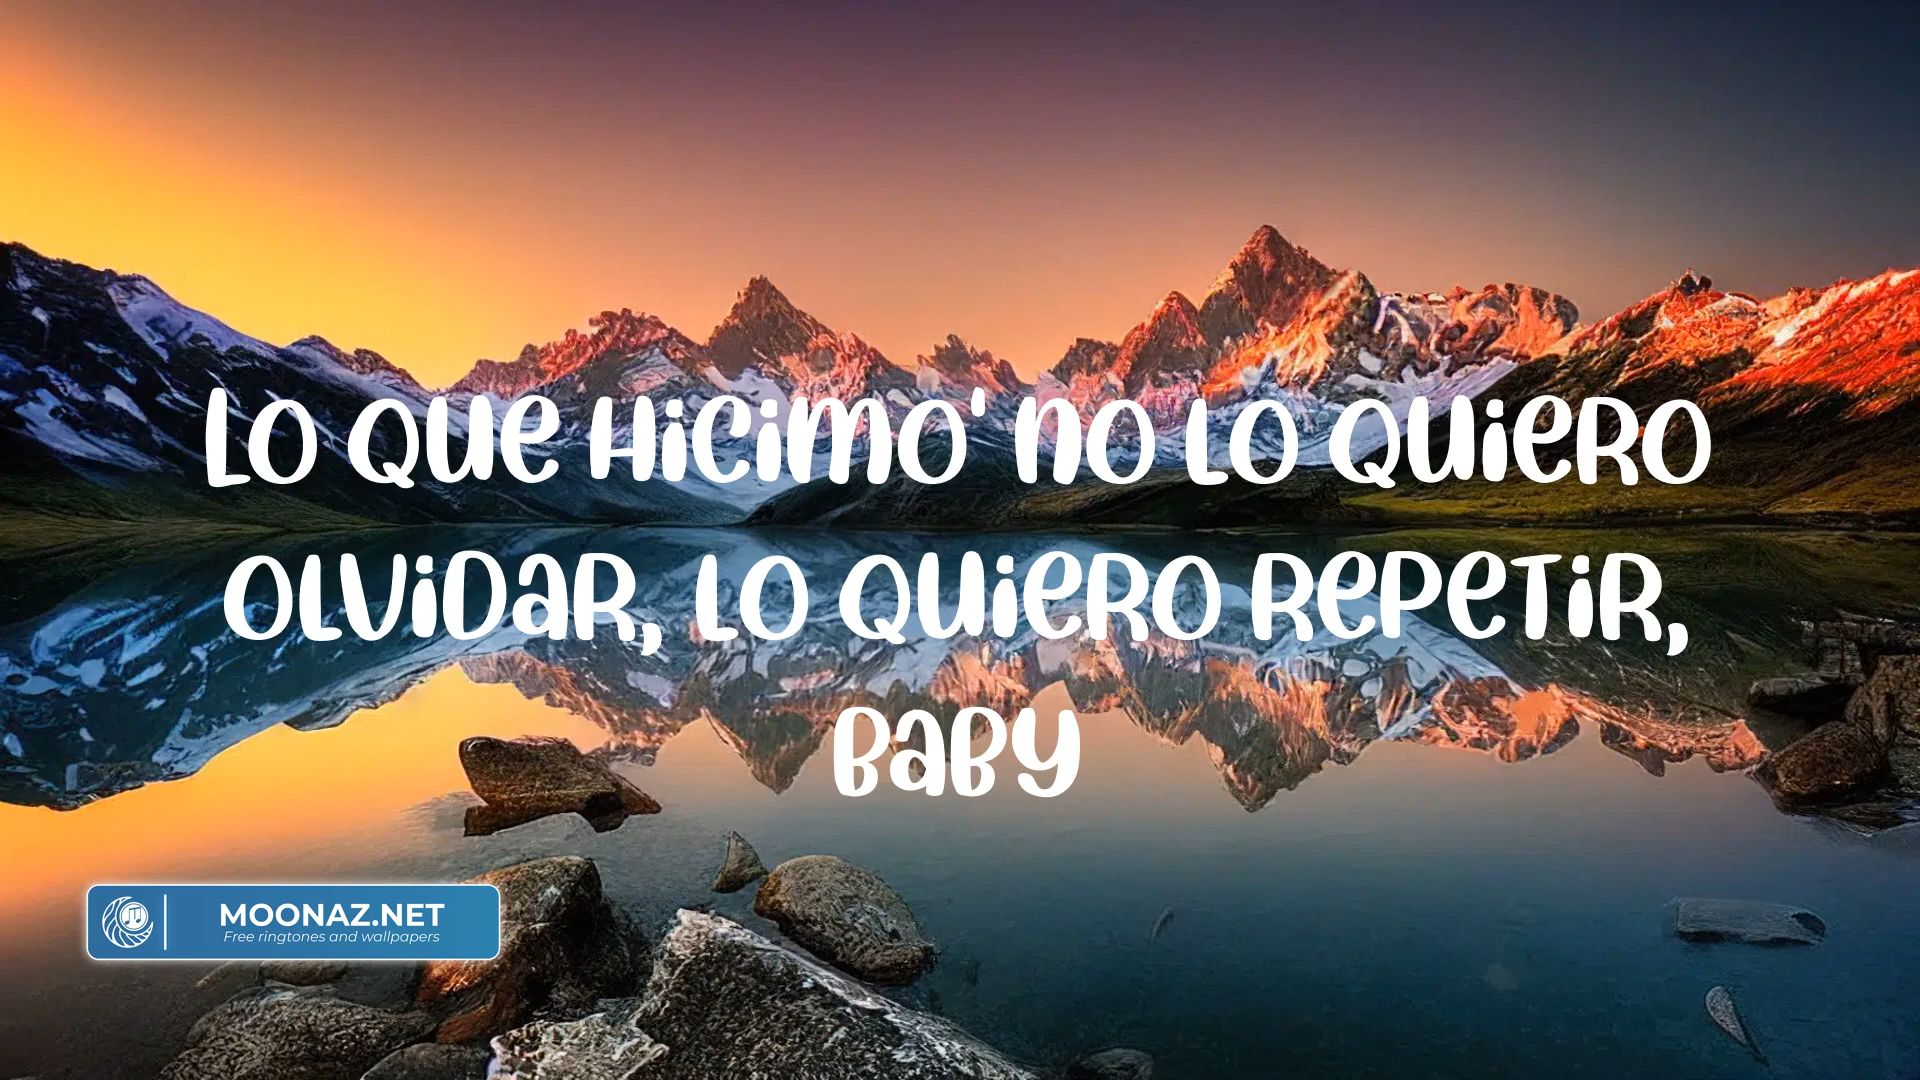 Lo que hicimo' no lo quiero
olvidar, lo quiero repetir,
baby
MOONAZ.NET
Free ringtones and wallpapers